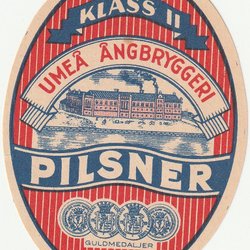 KLASS II
UMEÅ ÅNGBRYGGERI
PILSNER
GULDMEDALJER